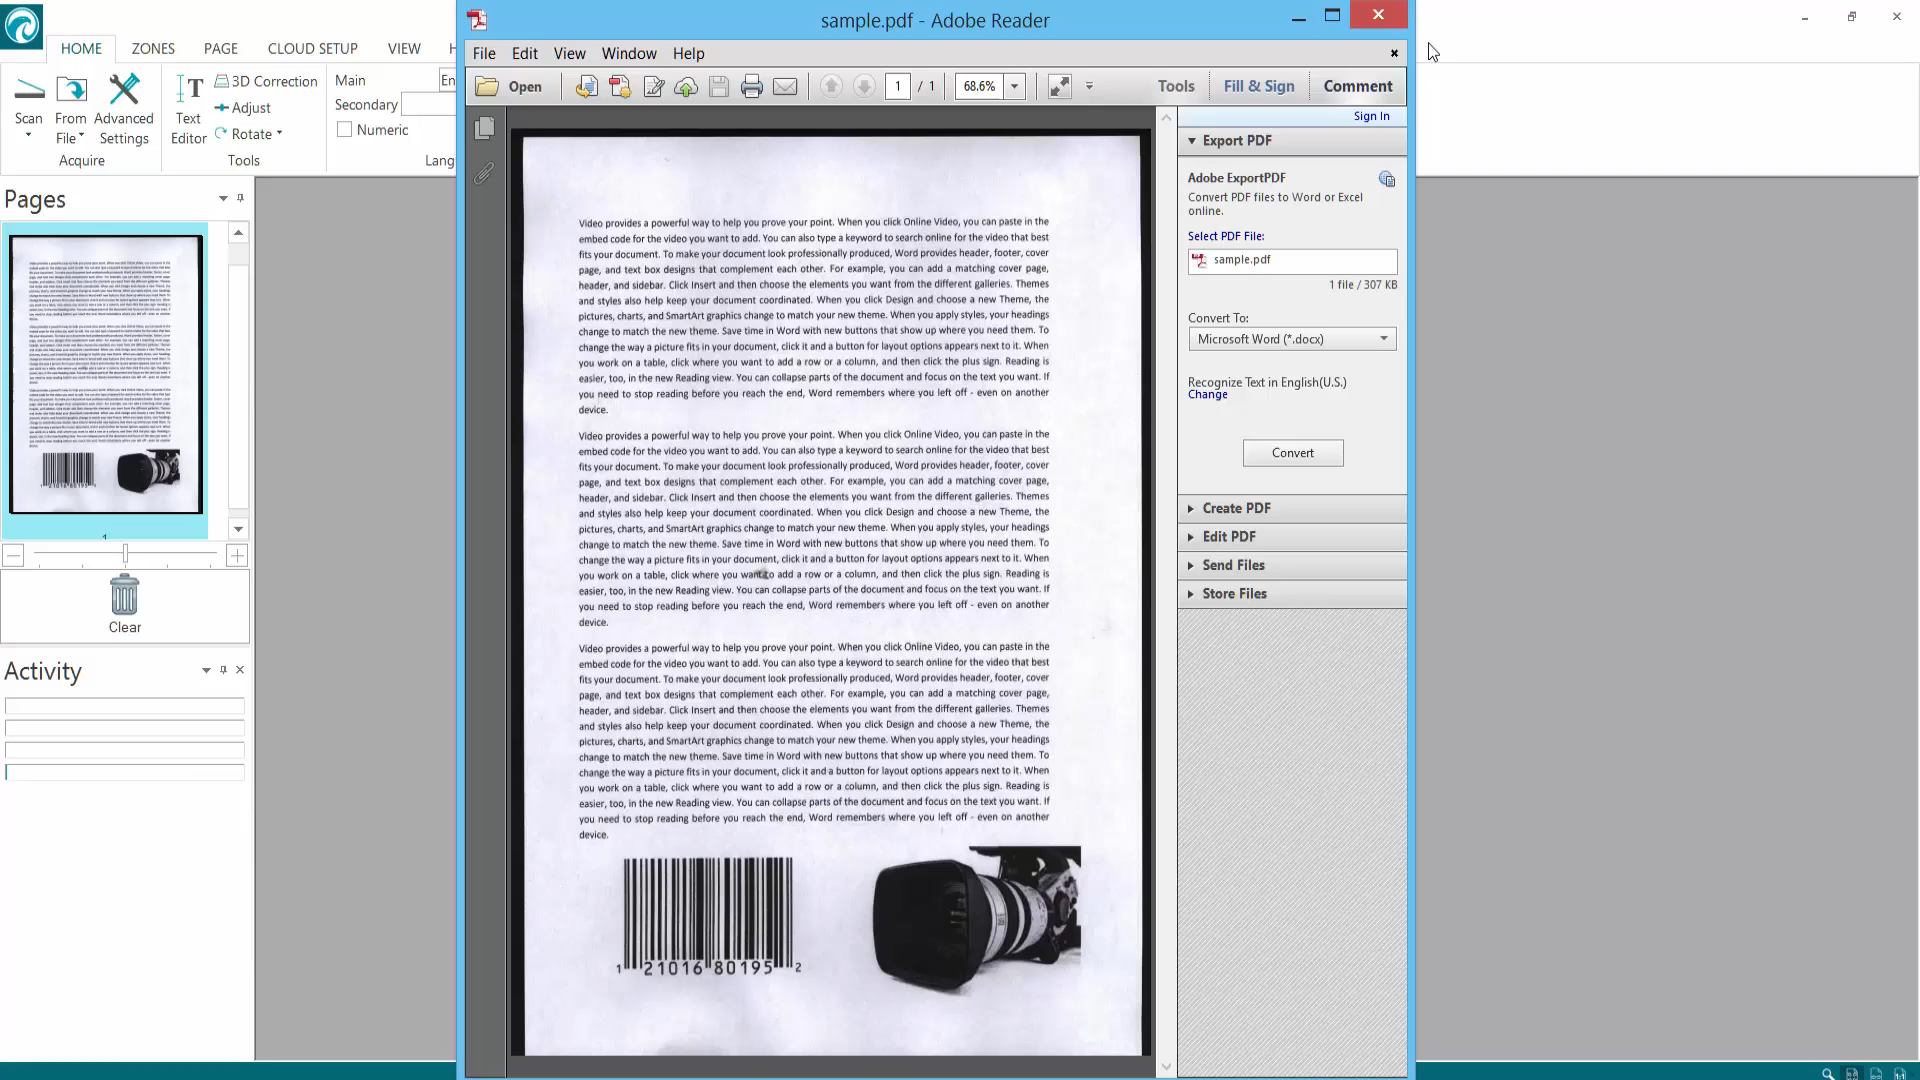 HOME ZONES PAGE CLOUD SETUP VIEW H
Scan
From
File
Advanced
Settings
Acquire
Text
Editor
3D Correction
Adjust
Rotate
Tools
Main En
Secondary
Numeric
Lang
Pages
1
Clear
Activity
sample.pdf - Adobe Reader
File Edit View Window Help
Open 1 / 1 68.6% Tools Fill & Sign Comment
Video provides a powerful way to help you prove your point. When you click Online Video, you can paste in the
embed code for the video you want to add. You can also type a keyword to search online for the video that best
fits your document. To make your document look professionally produced, Word provides header, footer, cover
page, and text box designs that complement each other. For example, you can add a matching cover page,
header, and sidebar. Click Insert and then choose the elements you want from the different galleries. Themes
and styles also help keep your document coordinated. When you click Design and choose a new Theme, the
pictures, charts, and SmartArt graphics change to match your new theme. When you apply styles, your headings
change to match the new theme. Save time in Word with new buttons that show up where you need them. To
change the way a picture fits in your document, click it and a button for layout options appears next to it. When
you work on a table, click where you want to add a row or a column, and then click the plus sign. Reading is
easier, too, in the new Reading view. You can collapse parts of the document and focus on the text you want. If
you need to stop reading before you reach the end, Word remembers where you left off - even on another
device.
Video provides a powerful way to help you prove your point. When you click Online Video, you can paste in the
embed code for the video you want to add. You can also type a keyword to search online for the video that best
fits your document. To make your document look professionally produced, Word provides header, footer, cover
page, and text box designs that complement each other. For example, you can add a matching cover page,
header, and sidebar. Click Insert and then choose the elements you want from the different galleries. Themes
and styles also help keep your document coordinated. When you click Design and choose a new Theme, the
pictures, charts, and SmartArt graphics change to match your new theme. When you apply styles, your headings
change to match the new theme. Save time in Word with new buttons that show up where you need them. To
change the way a picture fits in your document, click it and a button for layout options appears next to it. When
you work on a table, click where you want to add a row or a column, and then click the plus sign. Reading is
easier, too, in the new Reading view. You can collapse parts of the document and focus on the text you want. If
you need to stop reading before you reach the end, Word remembers where you left off - even on another
device.
Video provides a powerful way to help you prove your point. When you click Online Video, you can paste in the
embed code for the video you want to add. You can also type a keyword to search online for the video that best
fits your document. To make your document look professionally produced, Word provides header, footer, cover
page, and text box designs that complement each other. For example, you can add a matching cover page,
header, and sidebar. Click Insert and then choose the elements you want from the different galleries. Themes
and styles also help keep your document coordinated. When you click Design and choose a new Theme, the
pictures, charts, and SmartArt graphics change to match your new theme. When you apply styles, your headings
change to match the new theme. Save time in Word with new buttons that show up where you need them. To
change the way a picture fits in your document, click it and a button for layout options appears next to it. When
you work on a table, click where you want to add a row or a column, and then click the plus sign. Reading is
easier, too, in the new Reading view. You can collapse parts of the document and focus on the text you want. If
you need to stop reading before you reach the end, Word remembers where you left off - even on another
device.
1 21016 80195 2
Sign In
Export PDF
Adobe ExportPDF
Convert PDF files to Word or Excel
online.
Select PDF File:
sample.pdf
1 file / 307 KB
Convert To:
Microsoft Word (*.docx)
Recognize Text in English(U.S.)
Change
Convert
Create PDF
Edit PDF
Send Files
Store Files